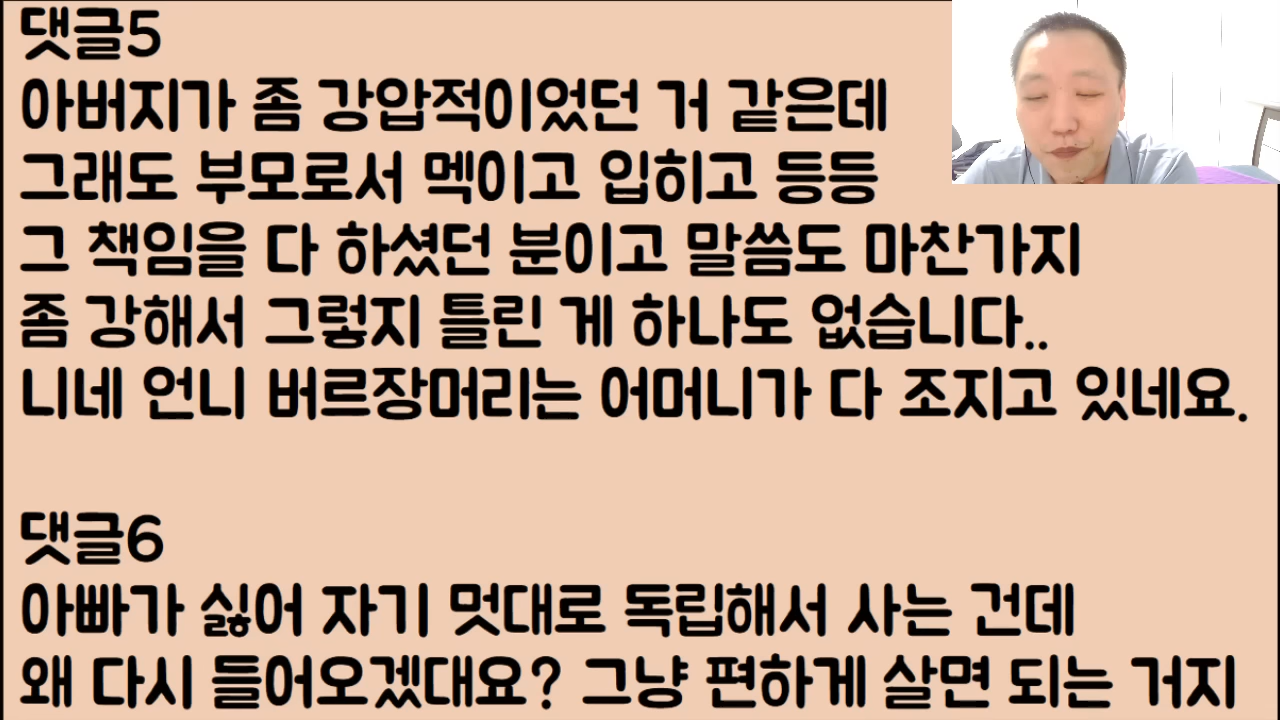 댓글5
아버지가 좀 강압적이었던 거 같은데
그래도 부모로서 멕이고 입히고 등등
그 책임을 다 하셨던 분이고 말씀도 마찬가지
좀 강해서 그렇지 틀린 게 하나도 없습니다..
니네 언니 버르장머리는 어머니가 다 조지고 있네요.
댓글6
아빠가 싫어 자기 멋대로 독립해서 사는 건데
왜 다시 들어오겠대요? 그냥 편하게 살면 되는 거지